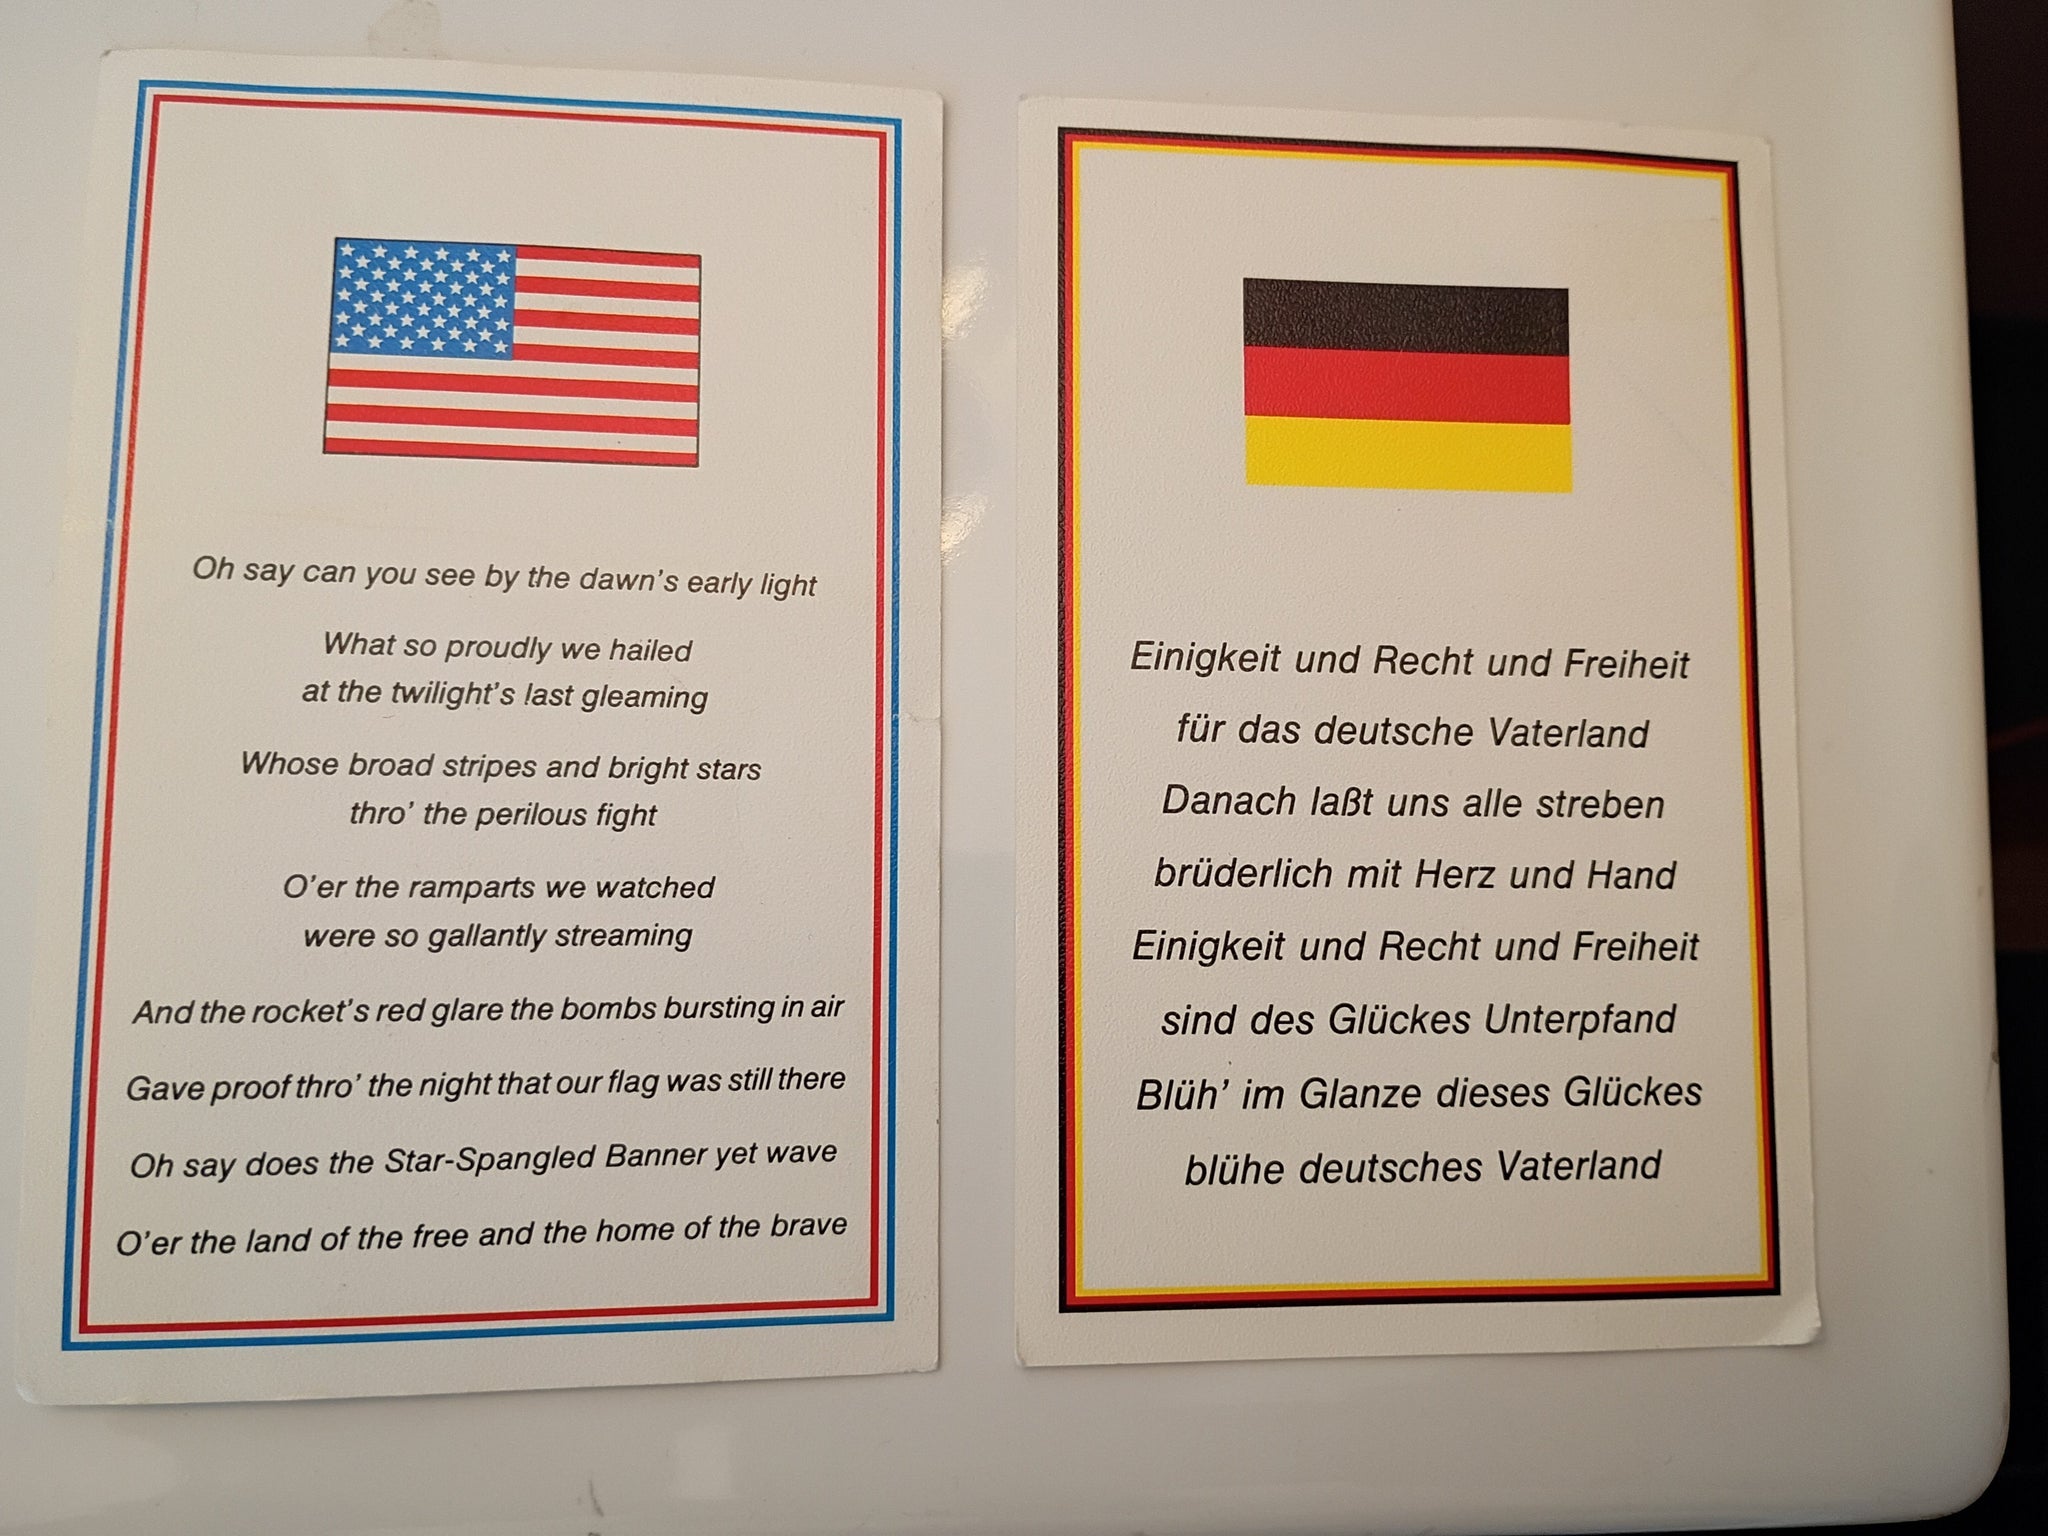 Oh say can you see by the dawn's early light
What so proudly we hailed
at the twilight's last gleaming
Whose broad stripes and bright stars
thro' the perilous fight
O'er the ramparts we watched
were so gallantly streaming
And the rocket's red glare the bombs bursting in air
Gave proof thro' the night that our flag was still there
Oh say does the Star-Spangled Banner yet wave
O'er the land of the free and the home of the brave
Einigkeit und Recht und Freiheit
für das deutsche Vaterland
Danach laßt uns alle streben
brüderlich mit Herz und Hand
Einigkeit und Recht und Freiheit
sind des Glückes Unterpfand
Blüh' im Glanze dieses Glückes
blühe deutsches Vaterland